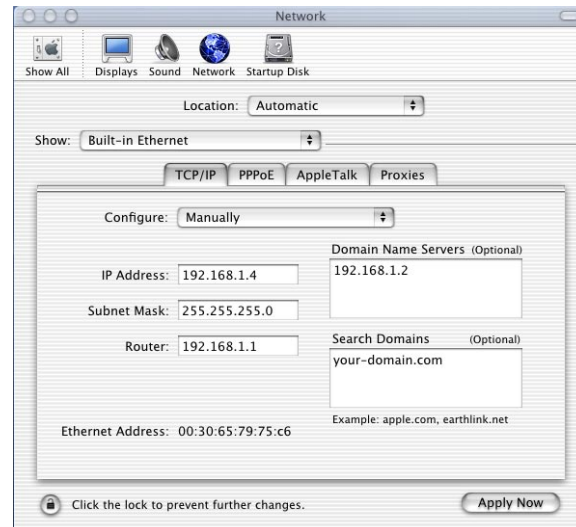 Network
Show All Displays Sound Network Startup Disk
Location: Automatic
Show: Built-in Ethernet
TCP/IP PPPoE AppleTalk Proxies
Configure: Manually
Domain Name Servers (Optional)
IP Address: 192.168.1.4
192.168.1.2
Subnet Mask: 255.255.255.0
Router: 192.168.1.1
Search Domains (Optional)
your-domain.com
Example: apple.com, earthlink.net
Ethernet Address: 00:30:65:79:75:c6
Click the lock to prevent further changes.
Apply Now